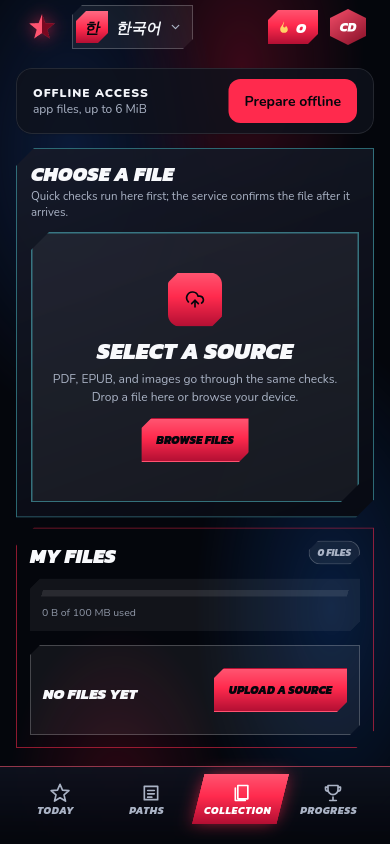 한 한국어
0
CD
OFFLINE ACCESS
app files, up to 6 MiB
Prepare offline
CHOOSE A FILE
Quick checks run here first; the service confirms the file after it
arrives.
SELECT A SOURCE
PDF, EPUB, and images go through the same checks.
Drop a file here or browse your device.
BROWSE FILES
MY FILES
0 FILES
0 B of 100 MB used
NO FILES YET
UPLOAD A SOURCE
TODAY
PATHS
COLLECTION
PROGRESS